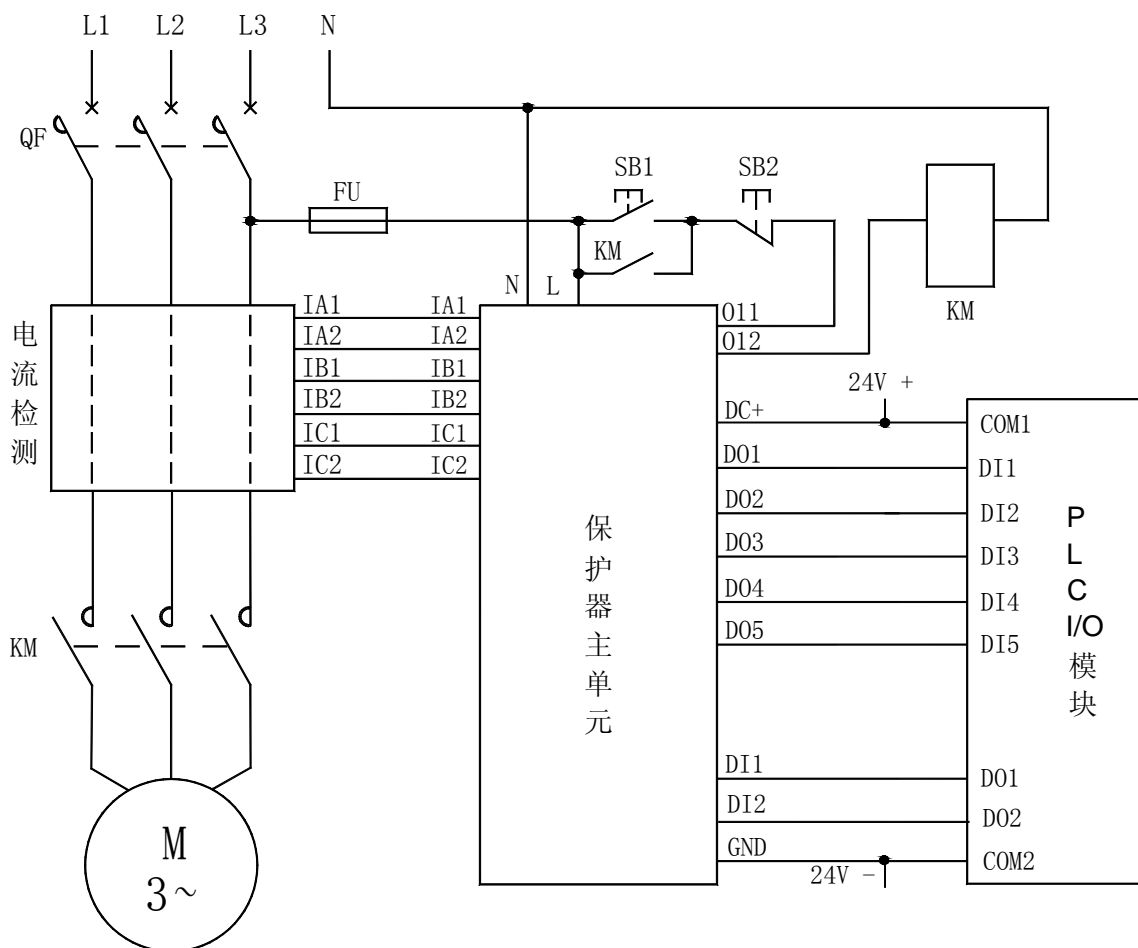 L1 L2 L3 N
QF
FU
SB1 SB2
KM
N L
KM
电流检测
IA1 IA1
IA2 IA2
IB1 IB1
IB2 IB2
IC1 IC1
IC2 IC2
O11
O12
24V +
DC+ COM1
DO1 DI1
DO2 DI2
DO3 DI3
DO4 DI4
DO5 DI5
保护器主单元
PLC I/O 模块
KM
DI1 DO1
DI2 DO2
GND COM2
24V -
M
3~